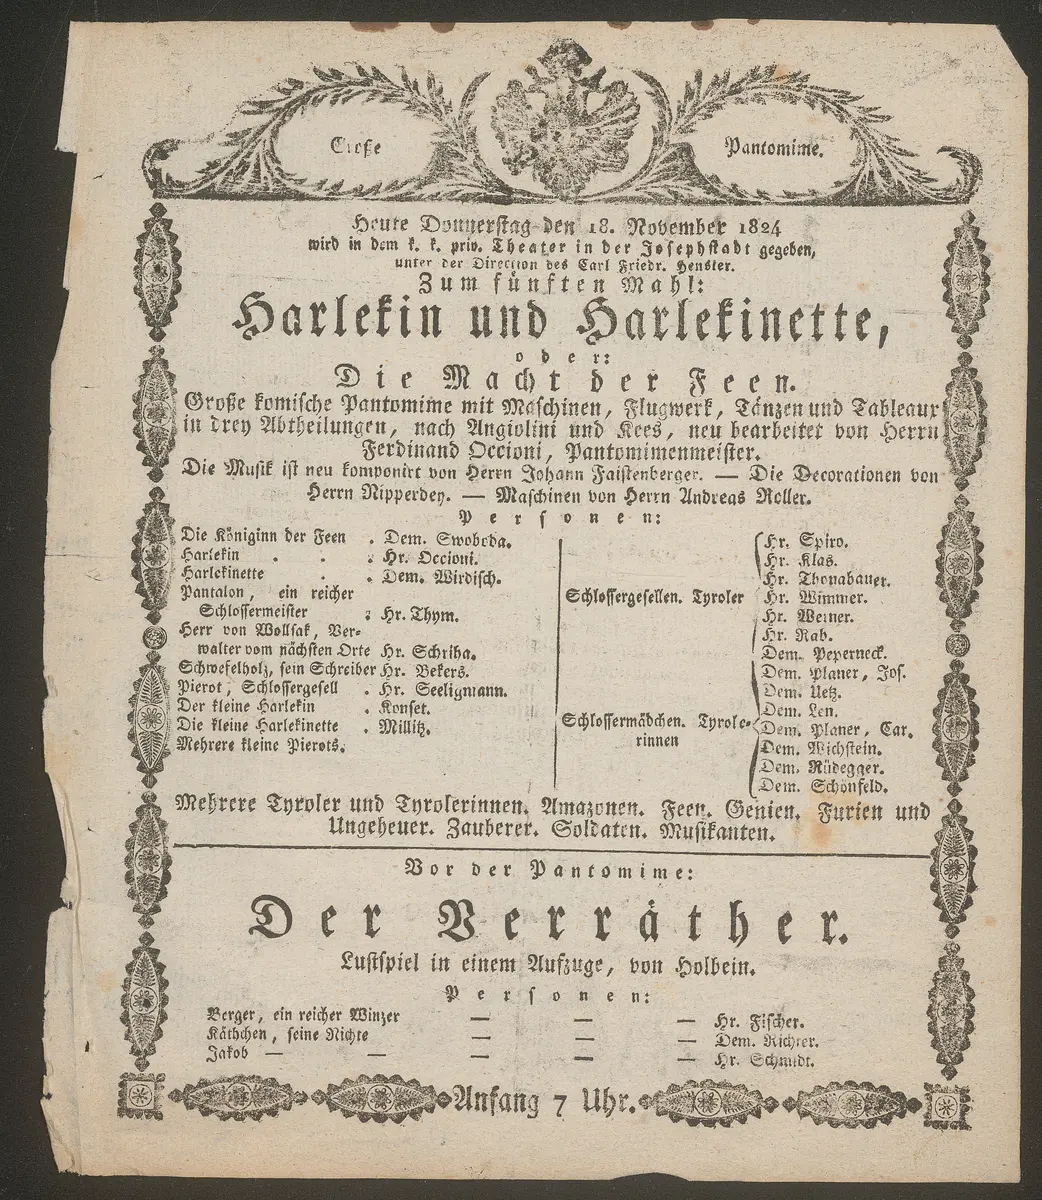 Große
Pantomime.
Heute Donnerstag den 18. November 1824
wird in dem k. k. priv. Theater in der Josephstadt gegeben,
unter der Direction des Carl Friedr. Hensler.
Zum fünften Mahl:
Harlekin und Harlekinette,
oder:
Die Macht der Feen.
Große komische Pantomime mit Maschinen, Flugwerk, Tänzen und Tableaux
in drey Abtheilungen, nach Angiolini und Kees, neu bearbeitet von Herrn
Ferdinand Occioni, Pantomimenmeister.
Die Musik ist neu komponirt von Herrn Johann Faistenberger. — Die Decorationen von
Herrn Nipperdey. — Maschinen von Herrn Andreas Roller.
Personen:
Die Königinn der Feen . Dem. Swoboda.
Harlekin . . : Hr. Occioni.
Harlekinette . . Dem. Wirdisch.
Pantalon, ein reicher
Schlossermeister : Hr. Thym.
Herr von Wollsak, Ver-
walter vom nächsten Orte Hr. Schriba.
Schwefelholz, sein Schreiber Hr. Bekers.
Pierot, Schlossergesell . Hr. Seeligmann.
Der kleine Harlekin . Konset.
Die kleine Harlekinette . Millitz.
Mehrere kleine Pierots.
Schlossergesellen. Tyroler
Hr. Spiro.
Hr. Klas.
Hr. Thonabauer.
Hr. Wimmer.
Hr. Weiner.
Hr. Rab.
Schlossermädchen. Tyrole-
rinnen
Dem. Peperneck.
Dem. Planer, Jos.
Dem. Uetz.
Dem. Len.
Dem. Planer, Car.
Dem. Wichstein.
Dem. Rüdegger.
Dem. Schönfeld.
Mehrere Tyroler und Tyrolerinnen. Amazonen. Feen. Genien. Furien und
Ungeheuer. Zauberer. Soldaten. Musikanten.
Vor der Pantomime:
Der Verräther.
Lustspiel in einem Aufzuge, von Holbein.
Personen:
Berger, ein reicher Winzer — — — Hr. Fischer.
Käthchen, seine Nichte — — — Dem. Richter.
Jakob — — — — — Hr. Schmidt.
Anfang 7 Uhr.